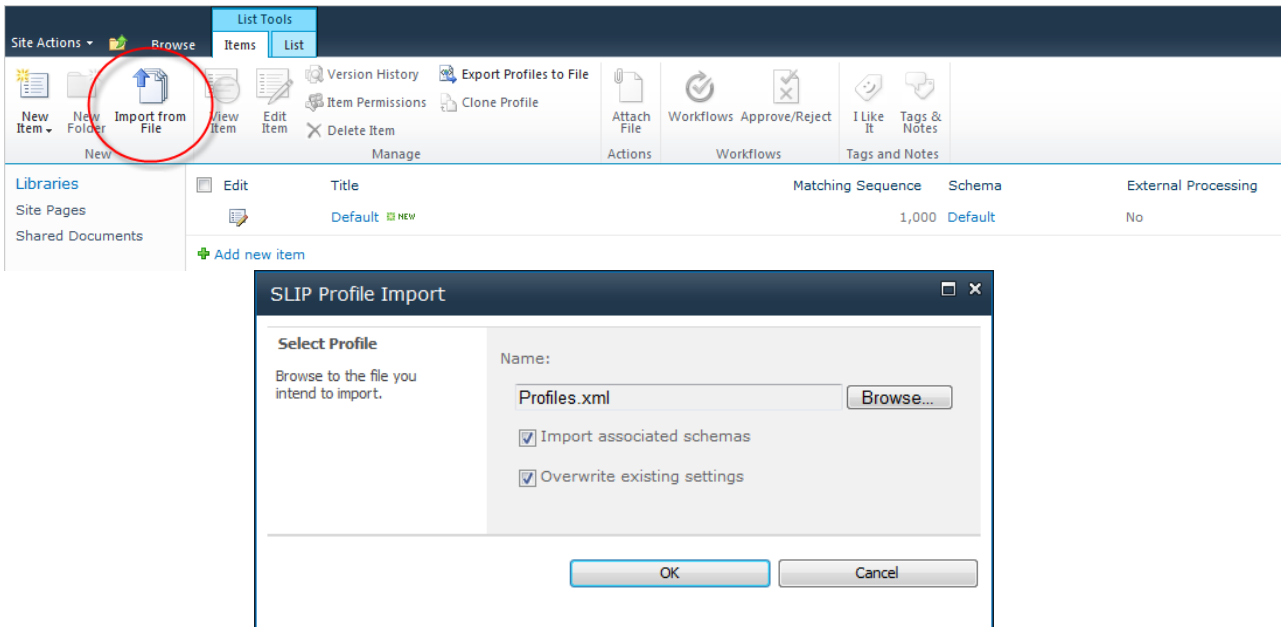 List Tools
Site Actions Browse Items List
New Item New Folder Import from File View Item Edit Item
Version History
Item Permissions
Delete Item
Export Profiles to File
Clone Profile
Attach File Workflows Approve/Reject I Like It Tags & Notes
New Manage Actions Workflows Tags and Notes
Libraries
Site Pages
Shared Documents
Edit Title Matching Sequence Schema External Processing
Default NEW 1,000 Default No
Add new item
SLIP Profile Import
Select Profile
Browse to the file you
intend to import.
Name:
Profiles.xml Browse...
Import associated schemas
Overwrite existing settings
OK Cancel